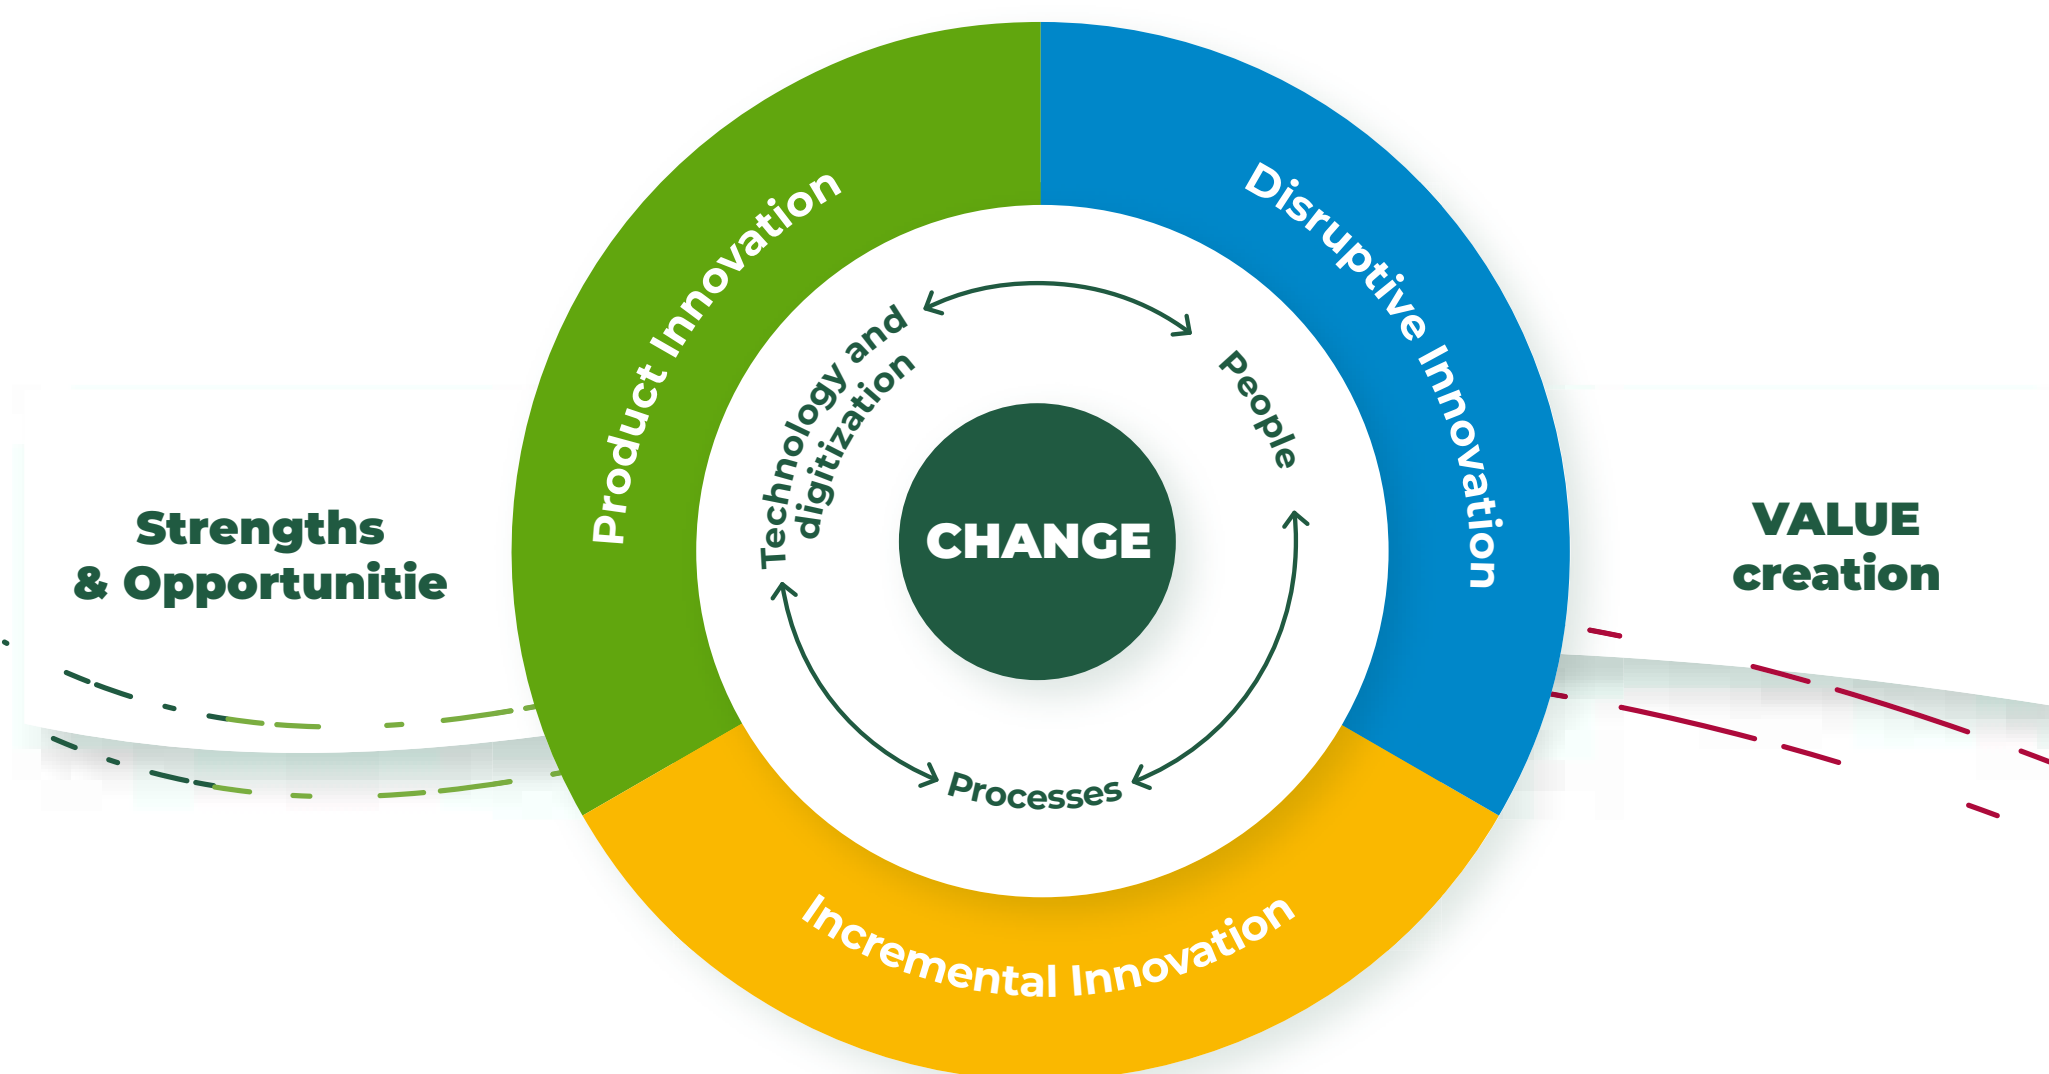 Product Innovation
Disruptive Innovation
Technology and
digitization
People
Strengths
& Opportunitie
CHANGE
VALUE
creation
Processes
Incremental Innovation